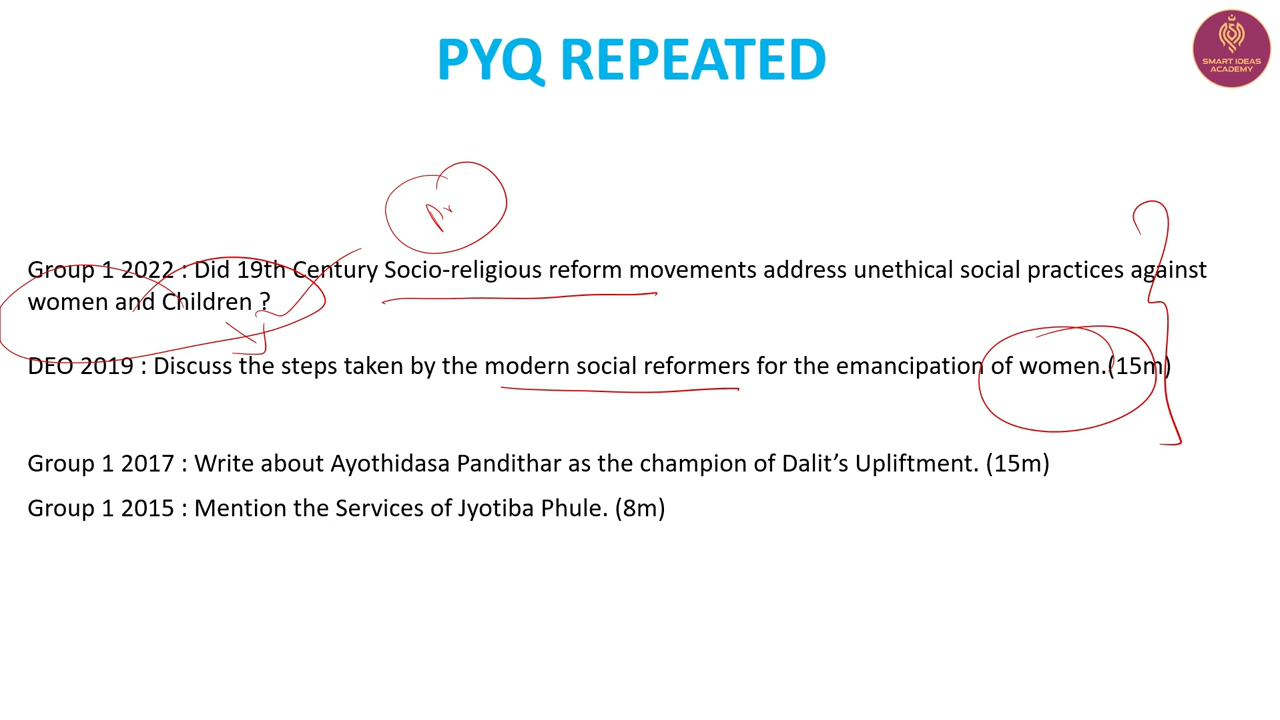 PYQ REPEATED
SMART IDEAS
ACADEMY
Group 1 2022 : Did 19th Century Socio-religious reform movements address unethical social practices against
women and Children ?
DEO 2019 : Discuss the steps taken by the modern social reformers for the emancipation of women.(15m)
Group 1 2017 : Write about Ayothidasa Pandithar as the champion of Dalit’s Upliftment. (15m)
Group 1 2015 : Mention the Services of Jyotiba Phule. (8m)